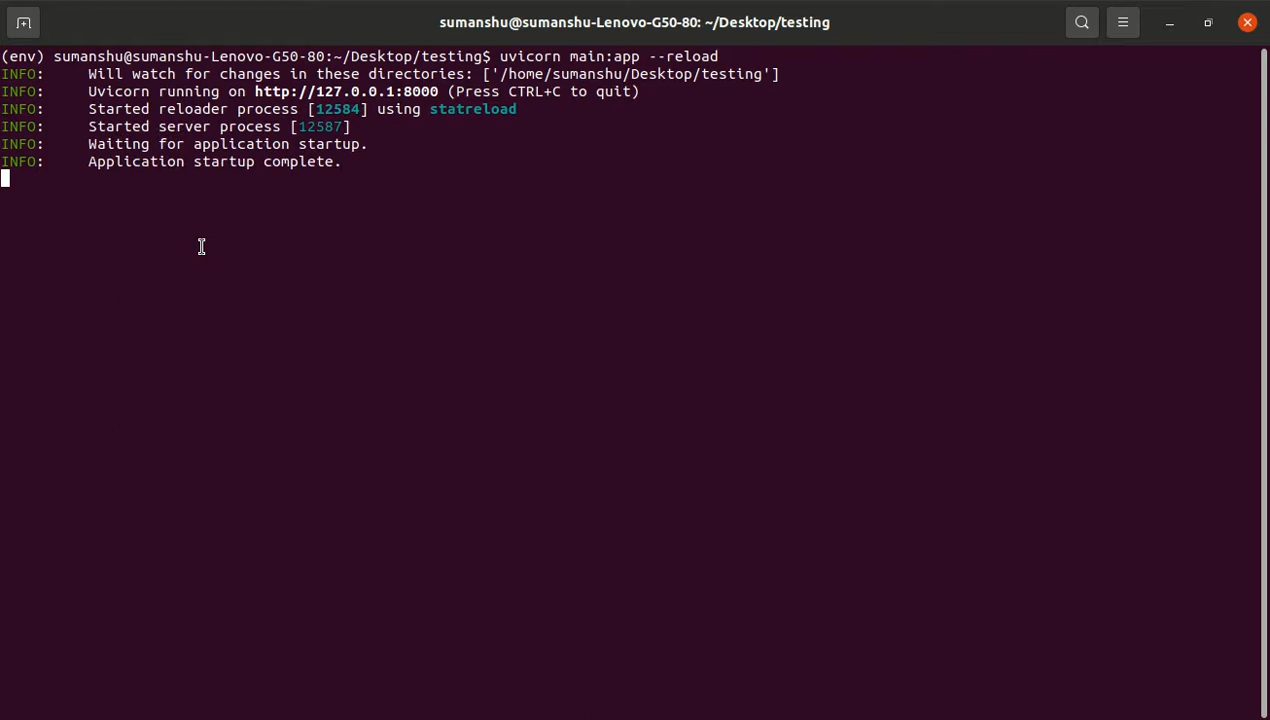 sumanshu@sumanshu-Lenovo-G50-80: ~/Desktop/testing
(env) sumanshu@sumanshu-Lenovo-G50-80:~/Desktop/testing$ uvicorn main:app --reload
INFO:     Will watch for changes in these directories: ['/home/sumanshu/Desktop/testing']
INFO:     Uvicorn running on http://127.0.0.1:8000 (Press CTRL+C to quit)
INFO:     Started reloader process [12584] using statreload
INFO:     Started server process [12587]
INFO:     Waiting for application startup.
INFO:     Application startup complete.